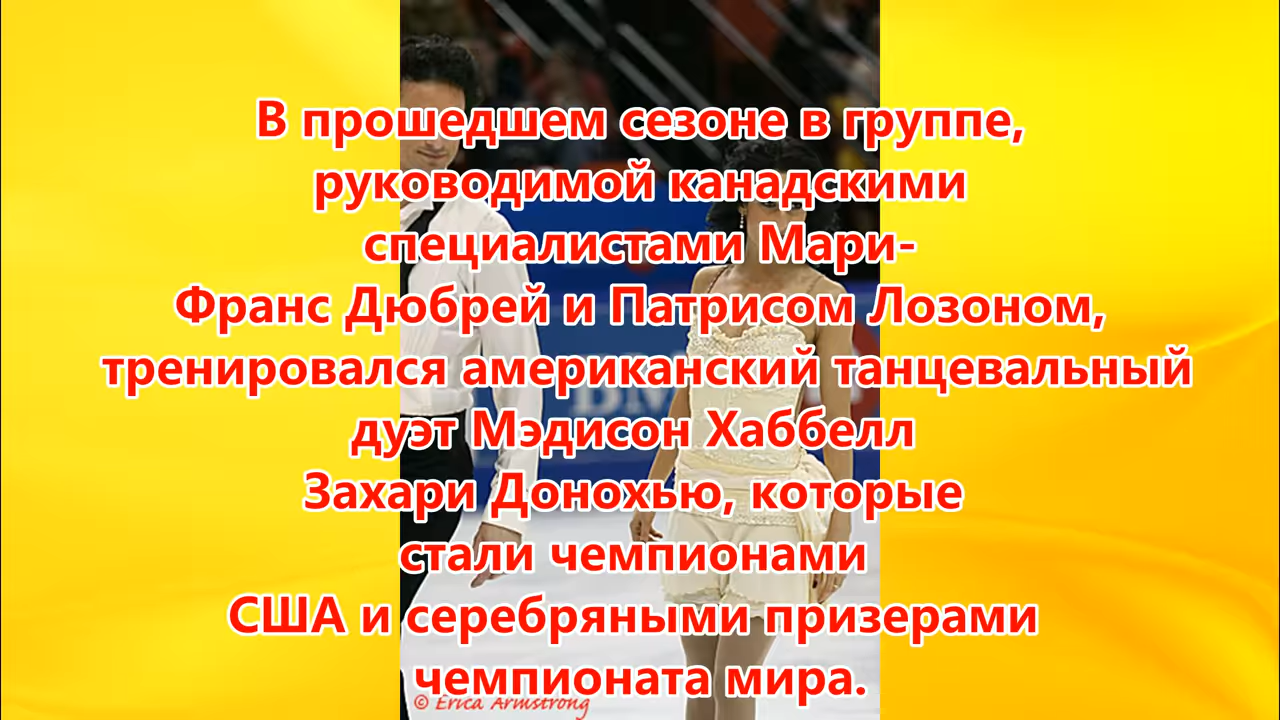 В прошедшем сезоне в группе,
руководимой канадскими
специалистами Мари-
Франс Дюбрей и Патрисом Лозоном,
тренировался американский танцевальный
дуэт Мэдисон Хаббелл
Захари Донохью, которые
стали чемпионами
США и серебряными призерами
чемпионата мира.
© Erica Armstrong